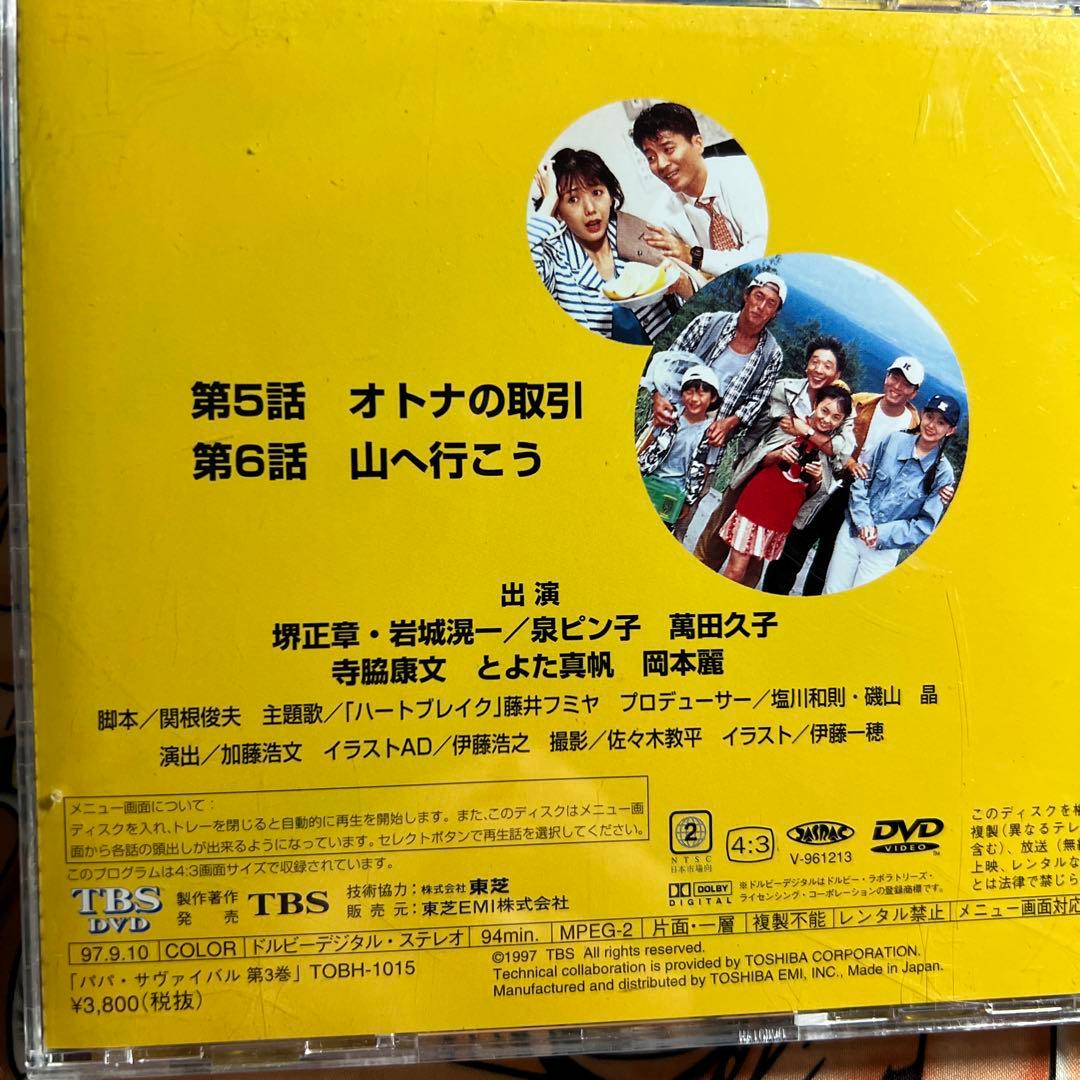 第5話　オトナの取引
第6話　山へ行こう
出 演
堺正章・岩城滉一／泉ピン子　萬田久子
寺脇康文　とよた真帆　岡本麗
脚本／関根俊夫　主題歌／「ハートブレイク」藤井フミヤ　プロデューサー／塩川和則・磯山　晶
演出／加藤浩文　イラストAD／伊藤浩之　撮影／佐々木教平　イラスト／伊藤一穂
メニュー画面について：
ディスクを入れ、トレーを閉じると自動的に再生を開始します。また、このディスクはメニュー画
面から各話の頭出しが出来るようになっています。セレクトボタンで再生話を選択してください。
このプログラムは4:3画面サイズで収録されています。
2
NTSC
日本市場向
4:3
JASRAC
V-961213
DVD
VIDEO
TM
DOLBY
DIGITAL
※ドルビーデジタルはドルビー・ラボラトリーズ・
ライセンシング・コーポレーションの登録商標です。
このディスクを
複製(異なるテレ
含む)、放送（無
上映、レンタルな
とは法律で禁じら
TBS
DVD
製作著作
発　売
TBS
技術協力：株式会社 東芝
販 売 元：東芝EMI株式会社
97.9.10 COLOR ドルビーデジタル・ステレオ 94min. MPEG-2 片面・一層 複製不能 レンタル禁止 メニュー画面対応
「パパ・サヴァイバル 第3巻」TOBH-1015
¥3,800(税抜)
©1997 TBS All rights reserved.
Technical collaboration is provided by TOSHIBA CORPORATION.
Manufactured and distributed by TOSHIBA EMI, INC., Made in Japan.